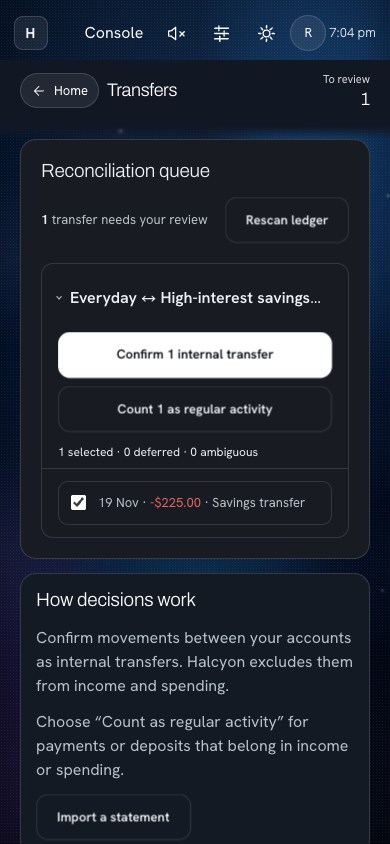 H
Console
R
7:04 pm
← Home
Transfers
To review
1
Reconciliation queue
1 transfer needs your review
Rescan ledger
Everyday ↔ High-interest savings...
Confirm 1 internal transfer
Count 1 as regular activity
1 selected · 0 deferred · 0 ambiguous
19 Nov · -$225.00 · Savings transfer
How decisions work
Confirm movements between your accounts
as internal transfers. Halcyon excludes them
from income and spending.
Choose “Count as regular activity” for
payments or deposits that belong in income
or spending.
Import a statement